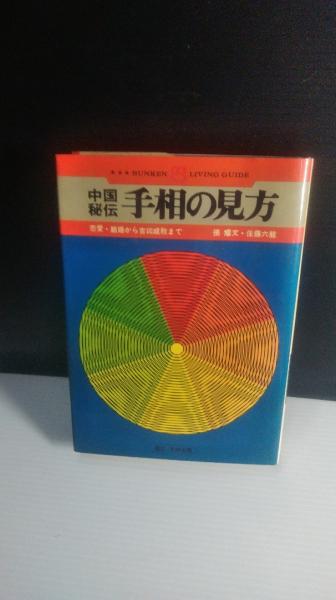 ★★★ BUNKEN LIVING GUIDE
中国秘伝 手相の見方
恋愛・結婚から吉凶成敗まで 張 耀文・佐藤六龍